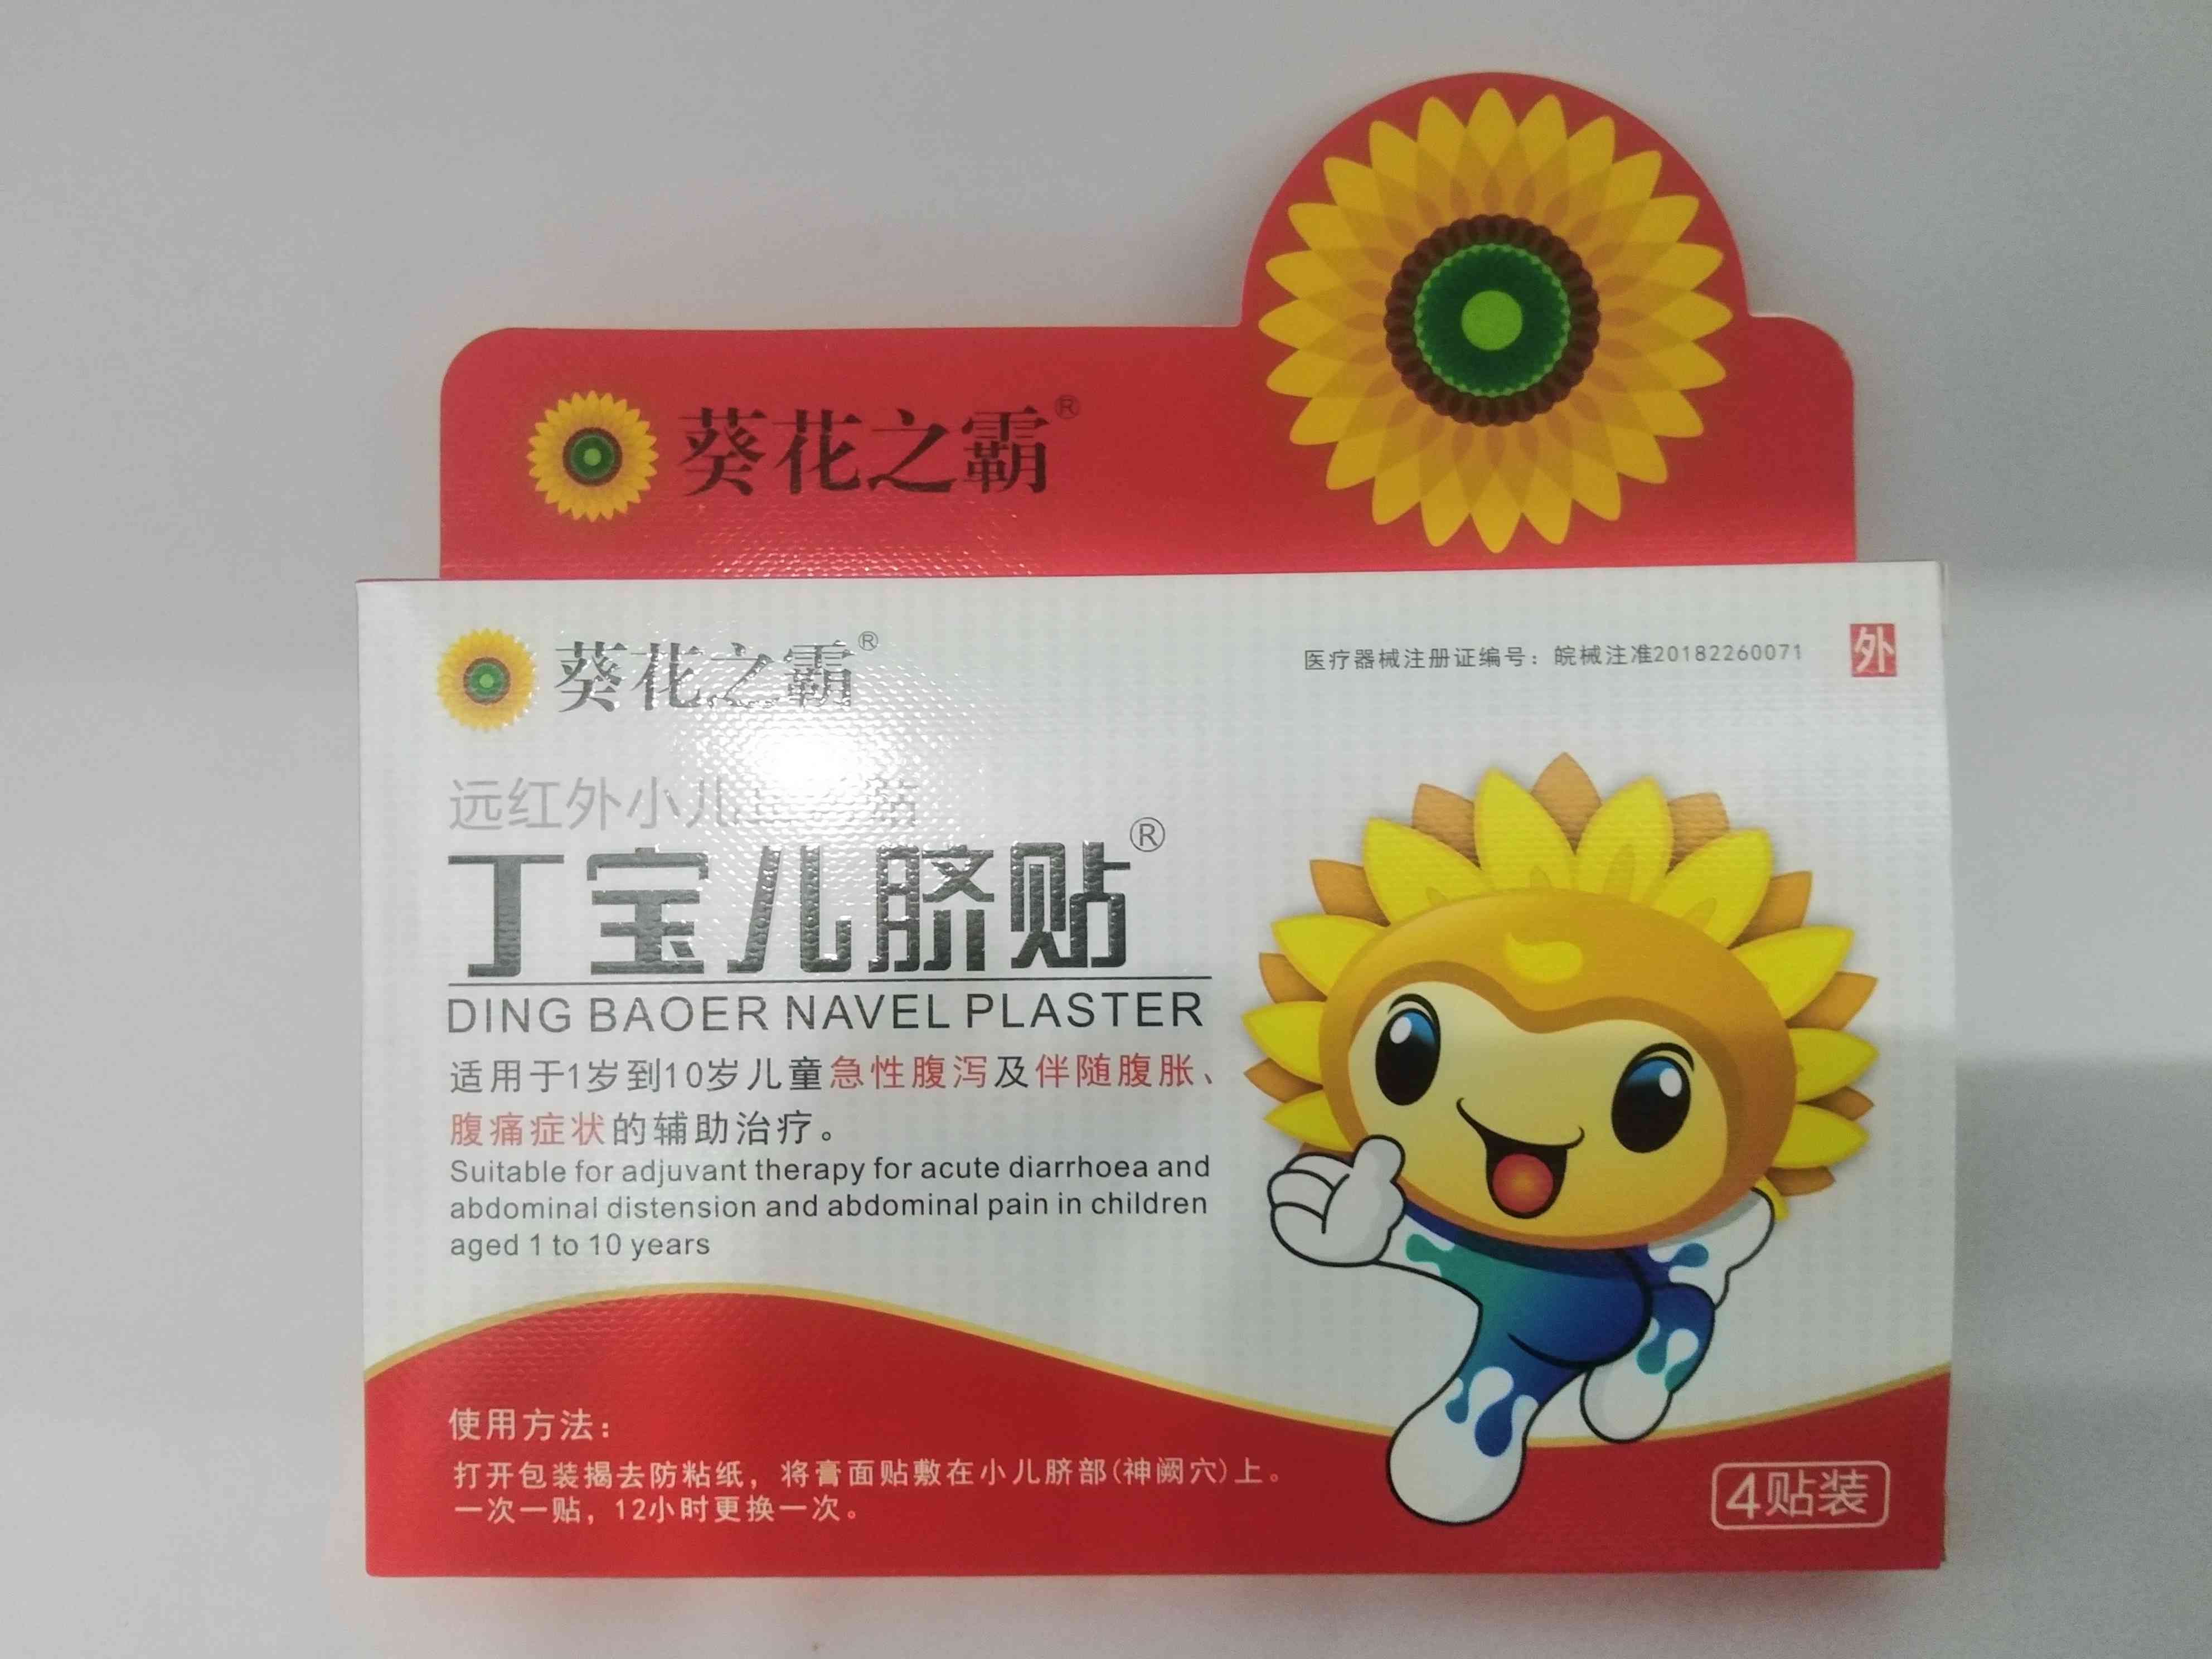 葵花之霸®
葵花之霸®
医疗器械注册证编号：皖械注准20182260071
外
远红外小儿
丁宝儿脐贴®
DING BAOER NAVEL PLASTER
适用于1岁到10岁儿童急性腹泻及伴随腹胀、
腹痛症状的辅助治疗。
Suitable for adjuvant therapy for acute diarrhoea and
abdominal distension and abdominal pain in children
aged 1 to 10 years
使用方法：
打开包装揭去防粘纸，将膏面贴敷在小儿脐部(神阙穴)上。
一次一贴，12小时更换一次。
4贴装